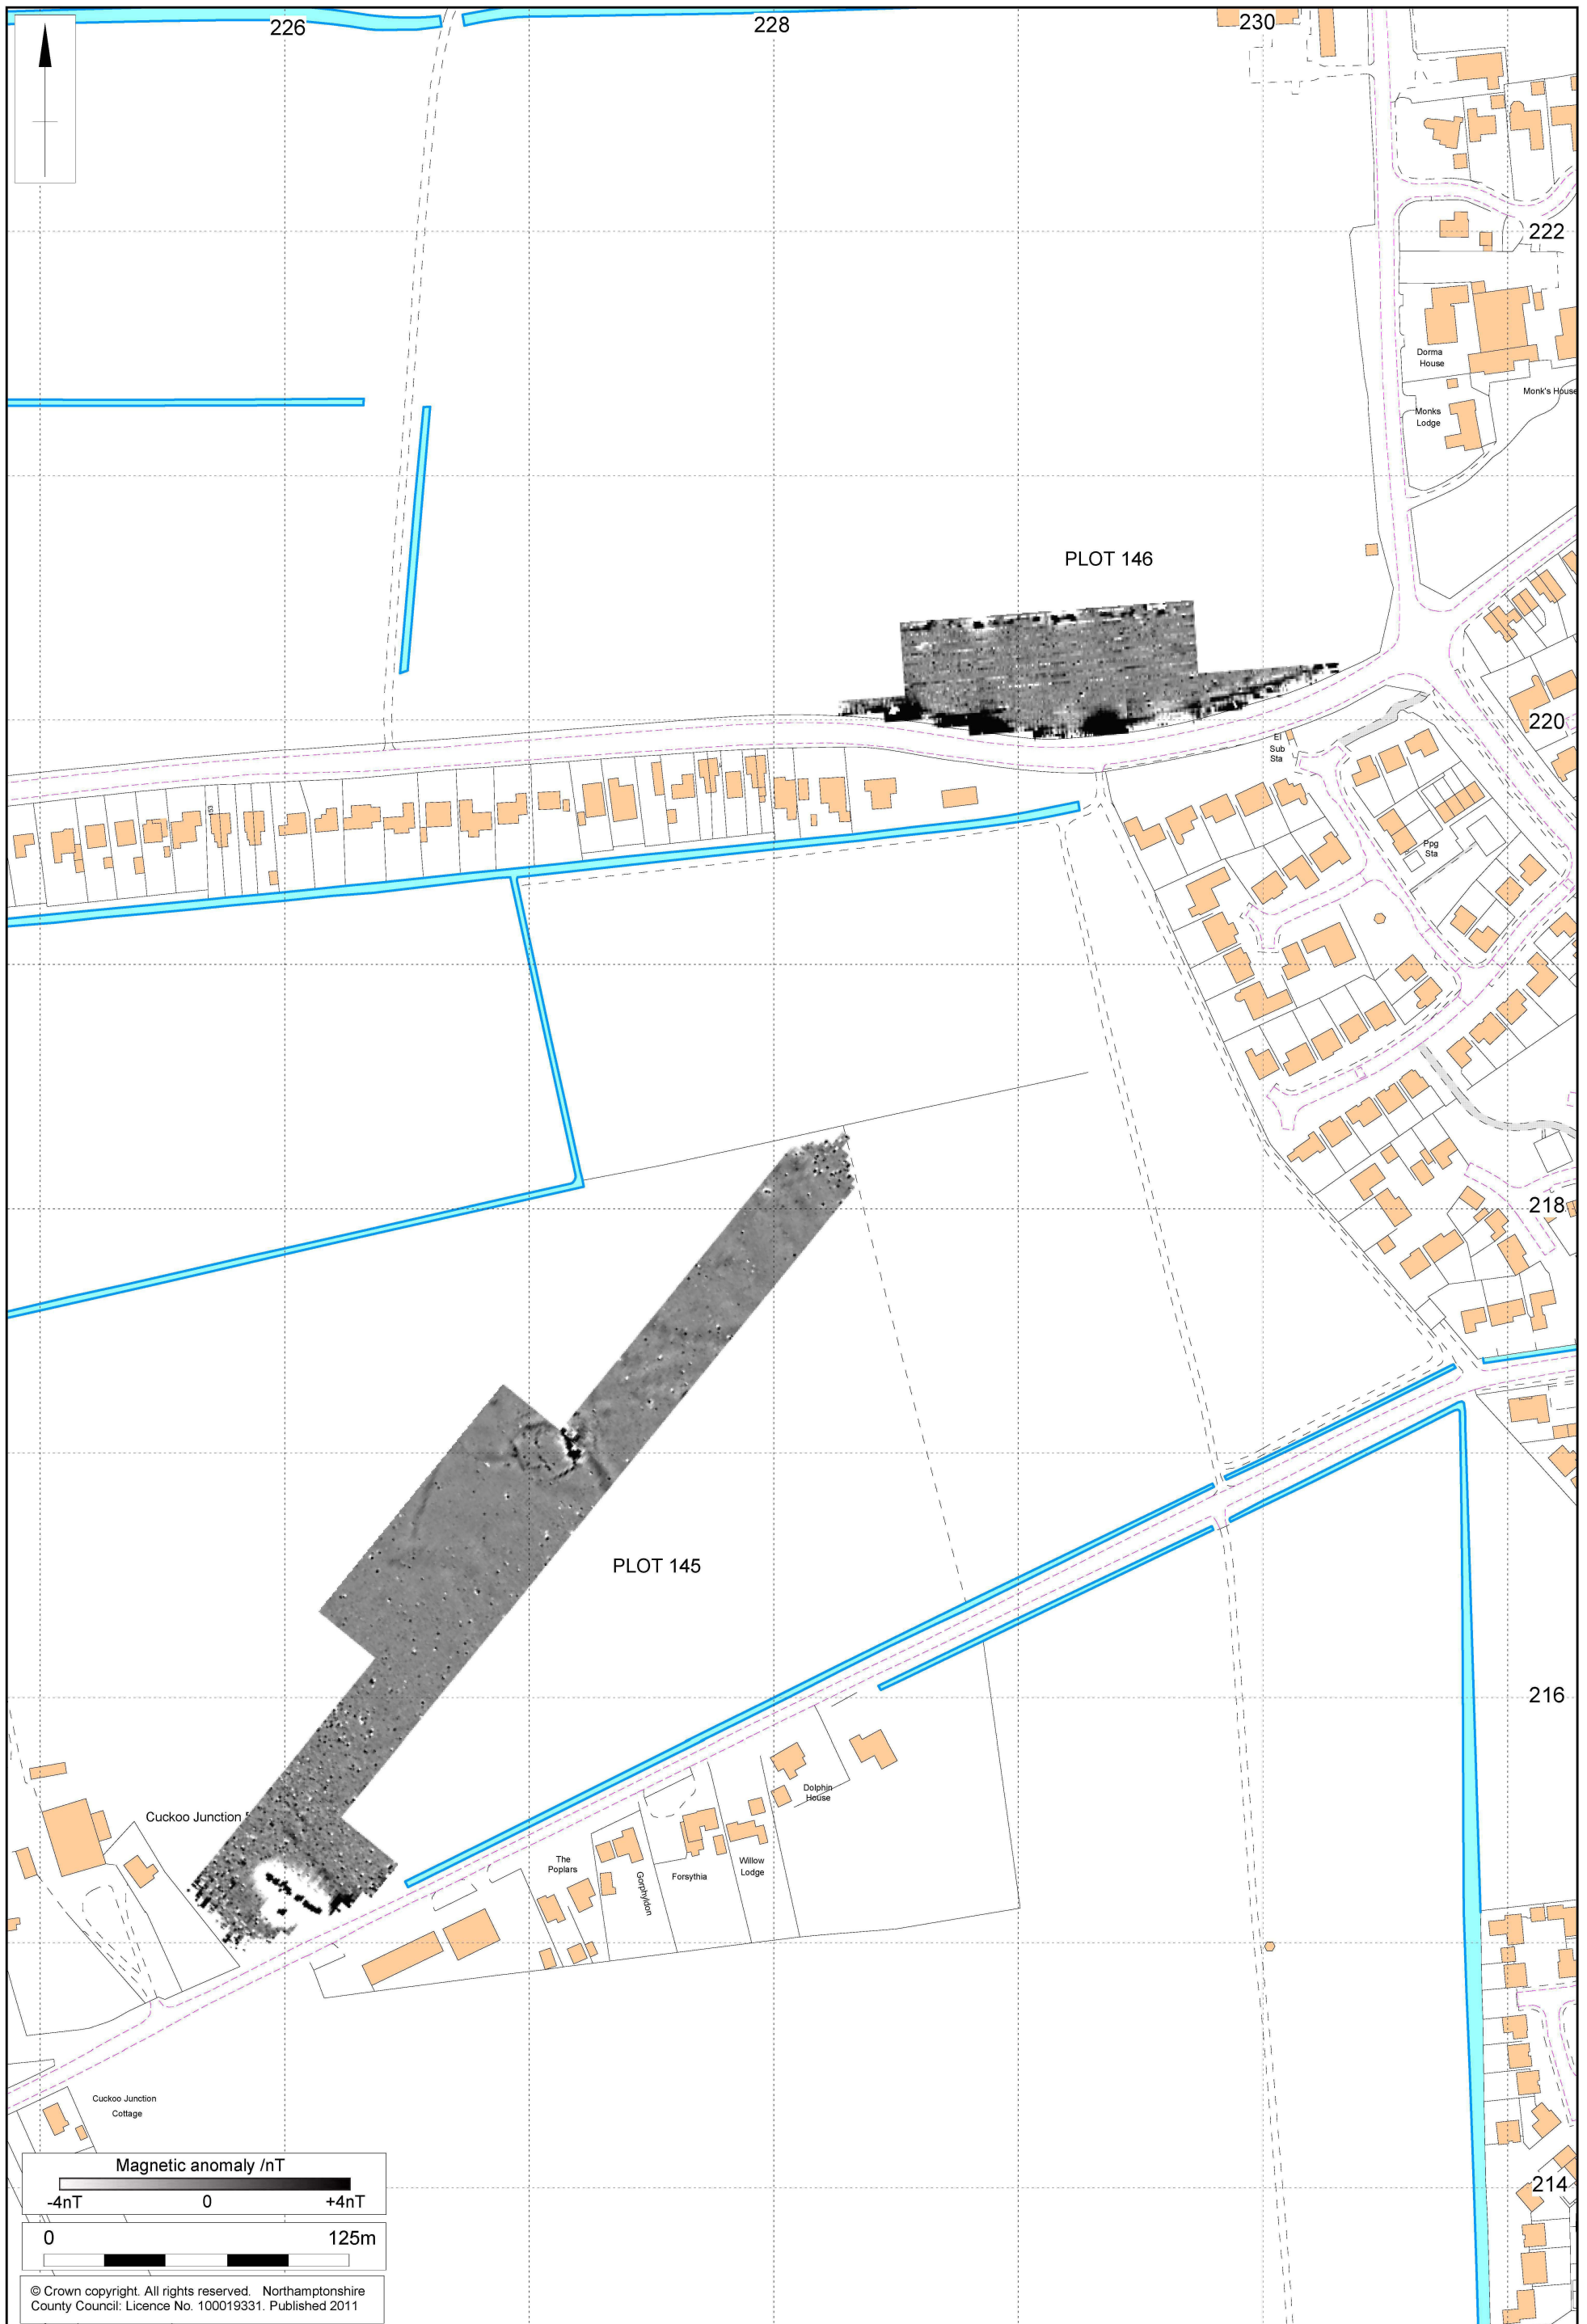 226
228
230
222
Dorma
House
Monk's House
Monks
Lodge
PLOT 146
220
El
Sub
Sta
53
Ppg
Sta
218
PLOT 145
216
Cuckoo Junction
Dolphin
House
The
Poplars
Willow
Lodge
Forsythia
Gorphyldon
Cuckoo Junction
Cottage
Magnetic anomaly /nT
-4nT 0 +4nT
214
0 125m
© Crown copyright. All rights reserved. Northamptonshire
County Council: Licence No. 100019331. Published 2011